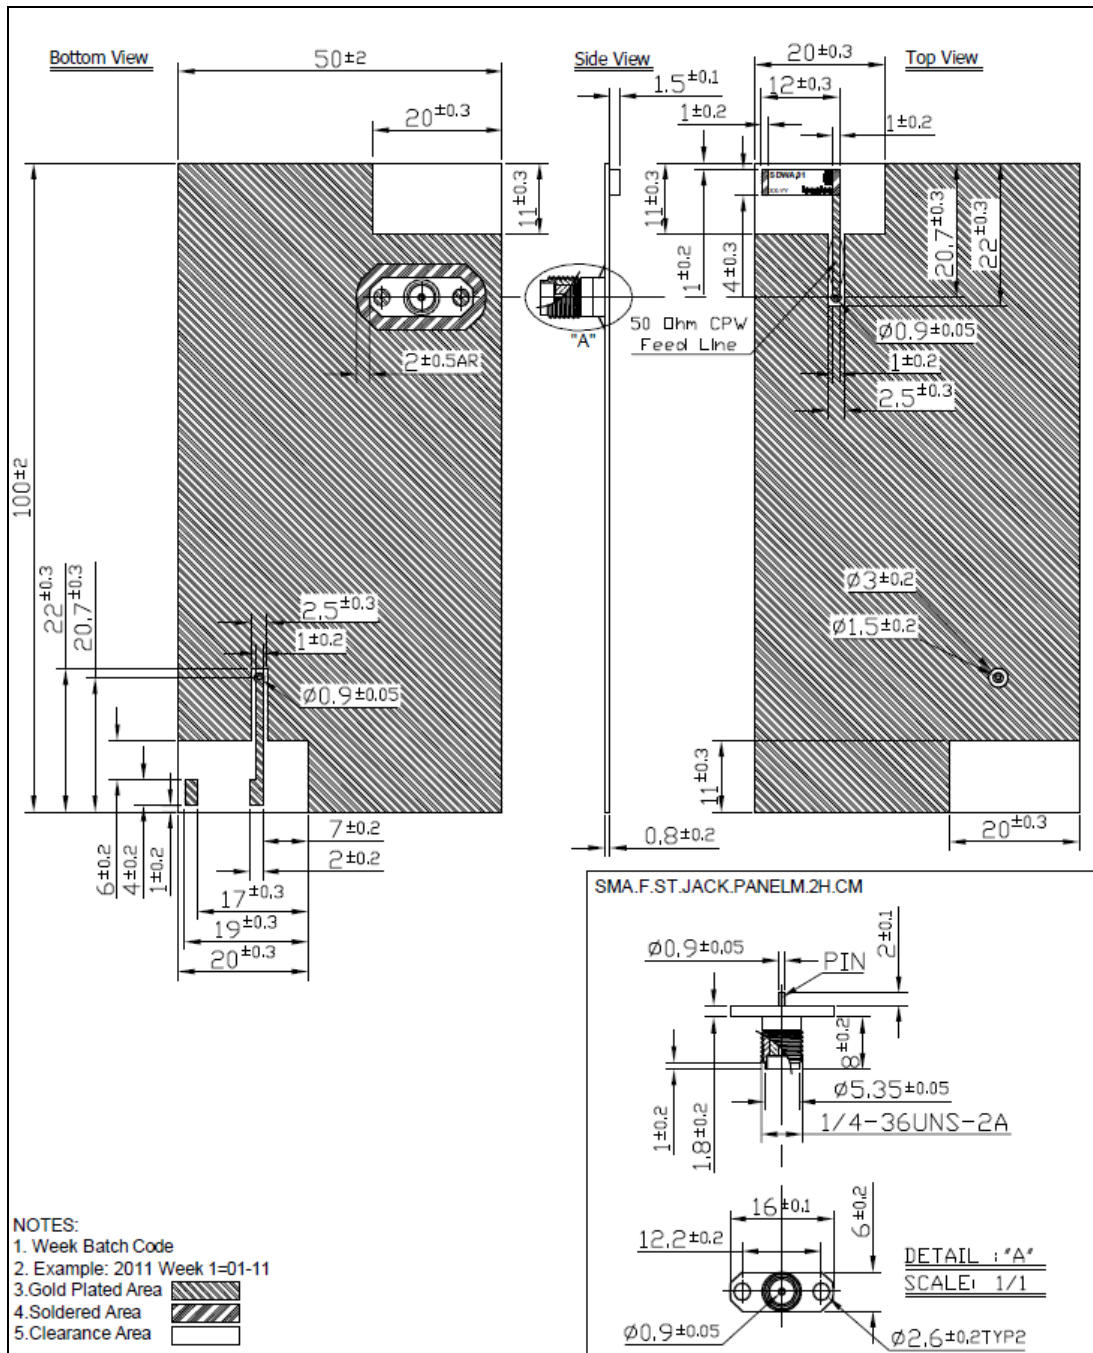 Bottom View
50±2
20±0.3
11±0.3
2±0.5AR
100±2
22±0.3
20,7±0.3
2,5±0.3
1±0.2
Ø0,9±0.05
6±0.2
4±0.2
1±0.2
7±0.2
2±0.2
17±0.3
19±0.3
20±0.3
Side View
1.5±0.1
1±0.2
11±0.3
1±0.2
4±0.3
"A"
50 Ohm CPW
Feed Line
0,8±0.2
Top View
20±0.3
12±0.3
1±0.2
SDWA.01
20,7±0.3
22±0.3
Ø0,9±0.05
1±0.2
2,5±0.3
Ø3±0.2
Ø1,5±0.2
11±0.3
20±0.3
SMA.F.ST.JACK.PANELM.2H.CM
Ø0,9±0.05
PIN
2±0.1
8±0.2
1±0.2
1.8±0.2
Ø5,35±0.05
1/4-36UNS-2A
16±0.1
12,2±0.2
6±0.2
Ø0,9±0.05
Ø2,6±0.2TYP2
DETAIL : "A"
SCALE: 1/1
NOTES:
1. Week Batch Code
2. Example: 2011 Week 1=01-11
3.Gold Plated Area
4.Soldered Area
5.Clearance Area